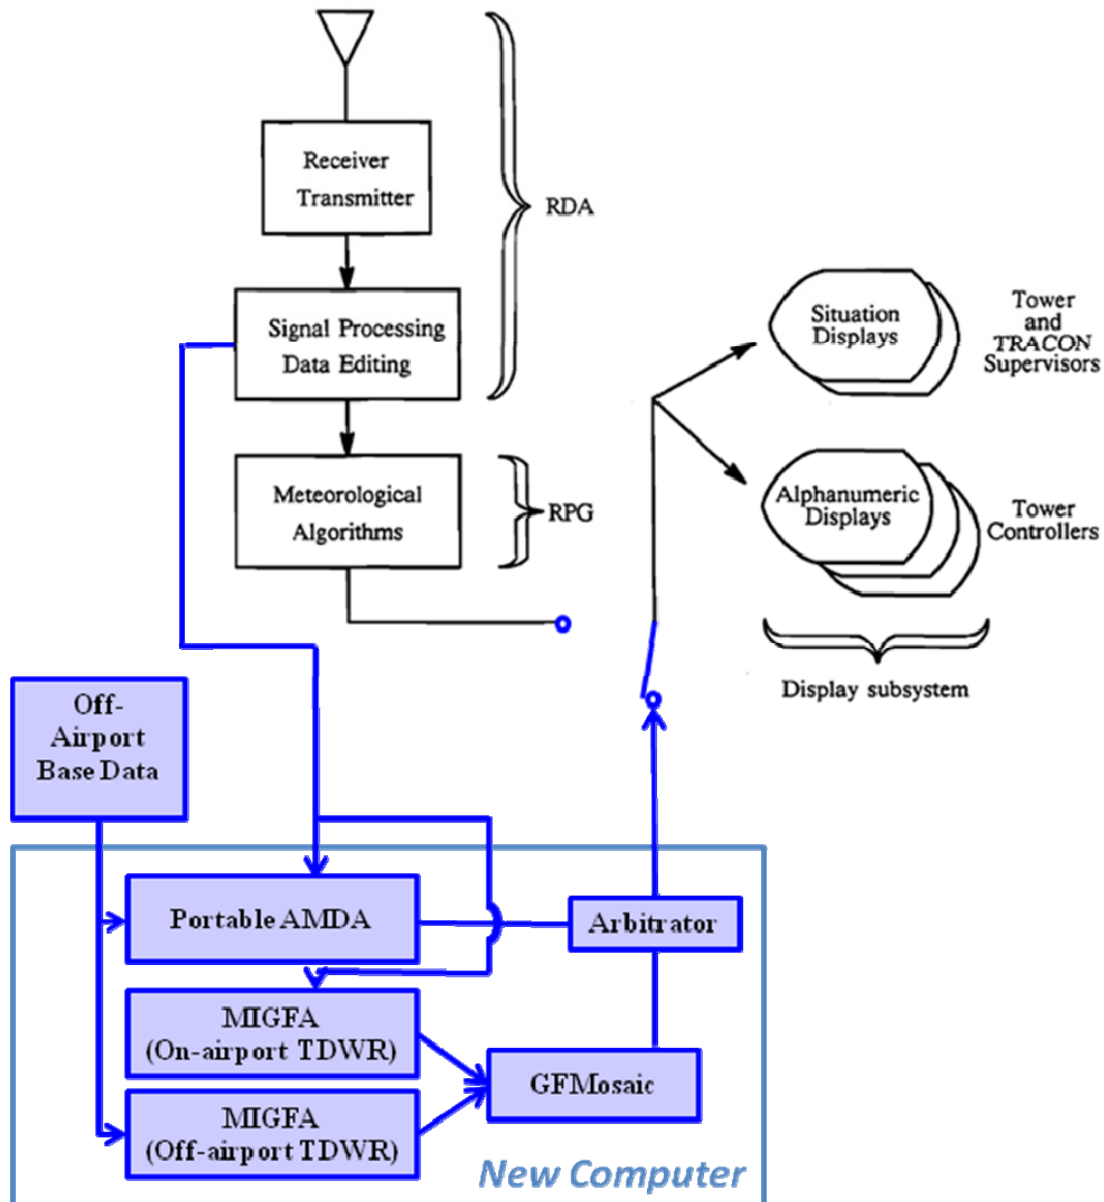 Receiver
Transmitter
RDA
Signal Processing
Data Editing
Situation
Displays
Tower
and
TRACON
Supervisors
Meteorological
Algorithms
RPG
Alphanumeric
Displays
Tower
Controllers
Display subsystem
Off-
Airport
Base Data
Portable AMDA
Arbitrator
MIGFA
(On-airport TDWR)
GFMosaic
MIGFA
(Off-airport TDWR)
New Computer